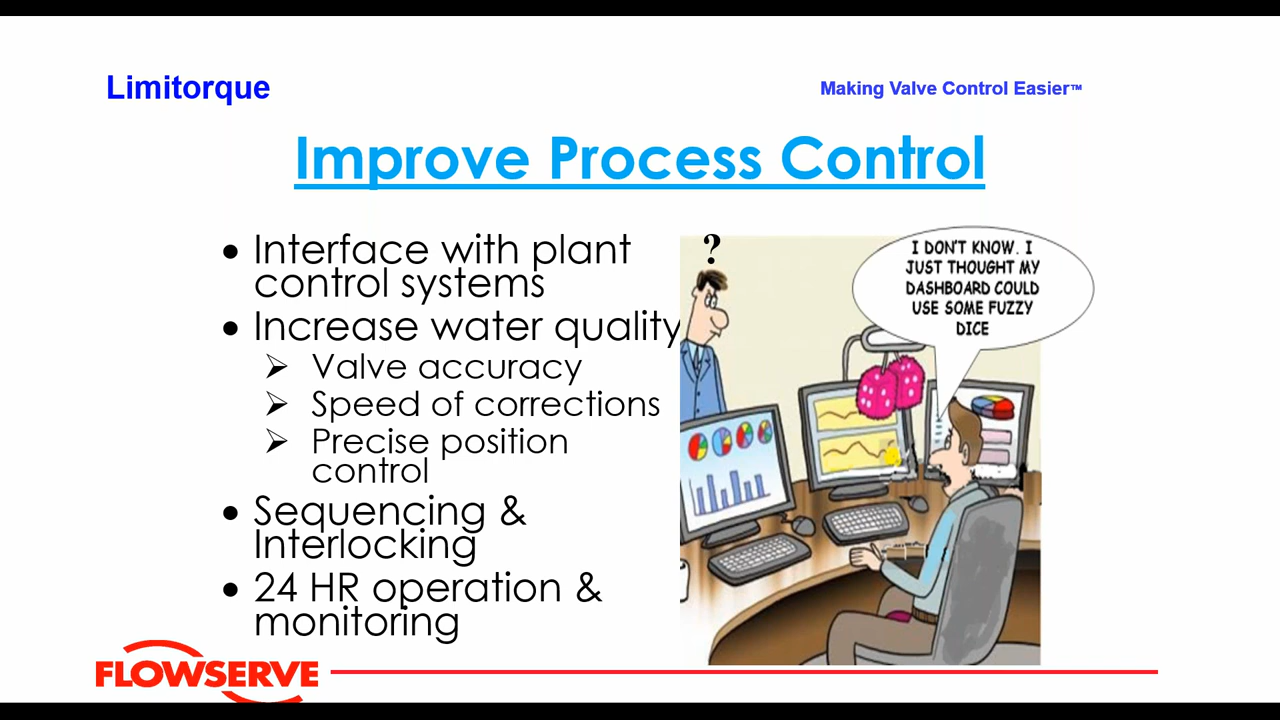 Limitorque
Making Valve Control Easier™
Improve Process Control
• Interface with plant
control systems
• Increase water quality
➢ Valve accuracy
➢ Speed of corrections
➢ Precise position
control
• Sequencing &
Interlocking
• 24 HR operation &
monitoring
?
I DON'T KNOW. I
JUST THOUGHT MY
DASHBOARD COULD
USE SOME FUZZY
DICE
FLOWSERVE